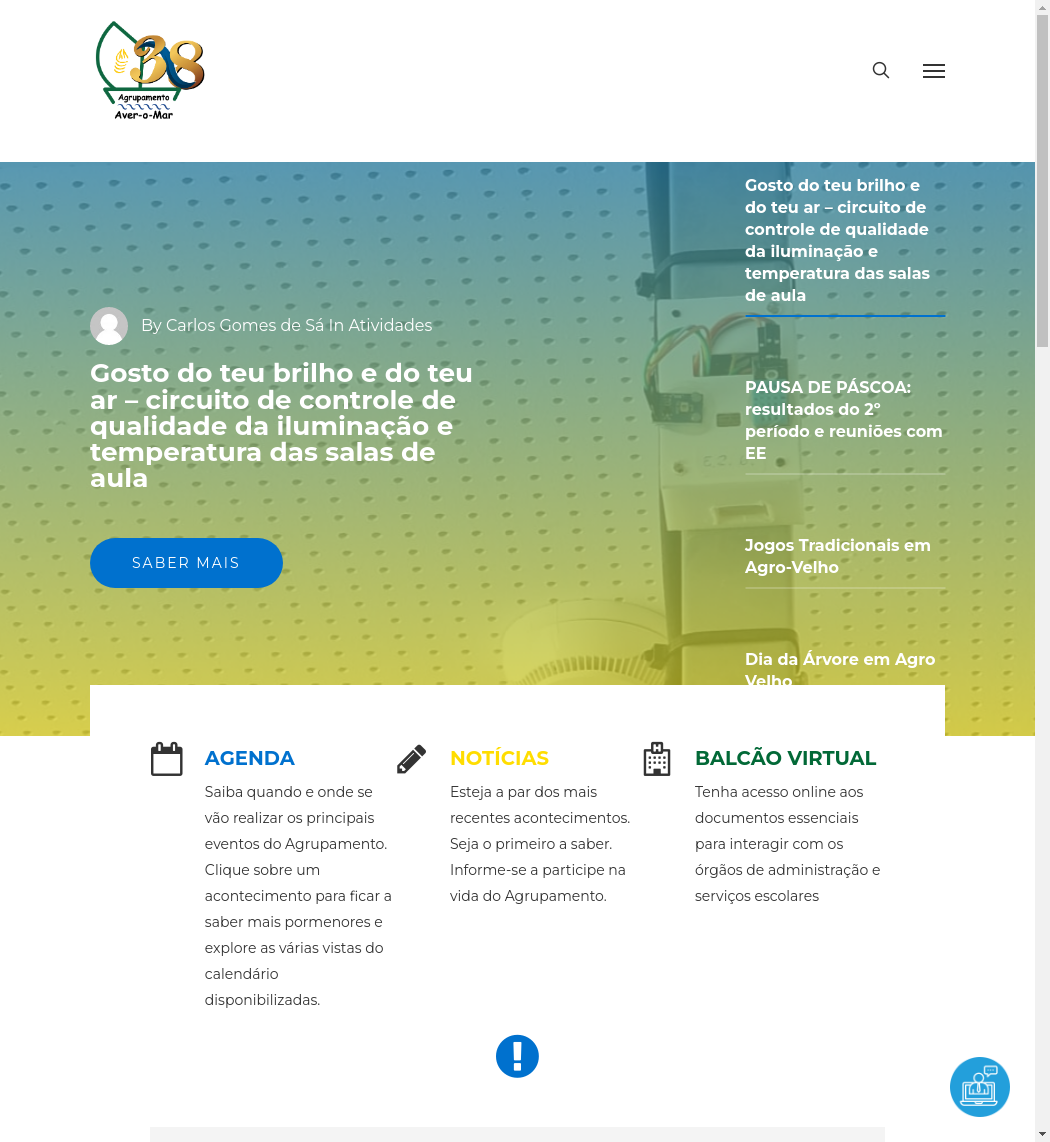 38
Agrupamento
Aver-o-Mar
By Carlos Gomes de Sá In Atividades
Gosto do teu brilho e do teu
ar – circuito de controle de
qualidade da iluminação e
temperatura das salas de
aula
SABER MAIS
Gosto do teu brilho e
do teu ar – circuito de
controle de qualidade
da iluminação e
temperatura das salas
de aula
PAUSA DE PÁSCOA:
resultados do 2º
período e reuniões com
EE
Jogos Tradicionais em
Agro-Velho
Dia da Árvore em Agro
Velho
AGENDA
Saiba quando e onde se
vão realizar os principais
eventos do Agrupamento.
Clique sobre um
acontecimento para ficar a
saber mais pormenores e
explore as várias vistas do
calendário
disponibilizadas.
NOTÍCIAS
Esteja a par dos mais
recentes acontecimentos.
Seja o primeiro a saber.
Informe-se a participe na
vida do Agrupamento.
BALCÃO VIRTUAL
Tenha acesso online aos
documentos essenciais
para interagir com os
órgãos de administração e
serviços escolares